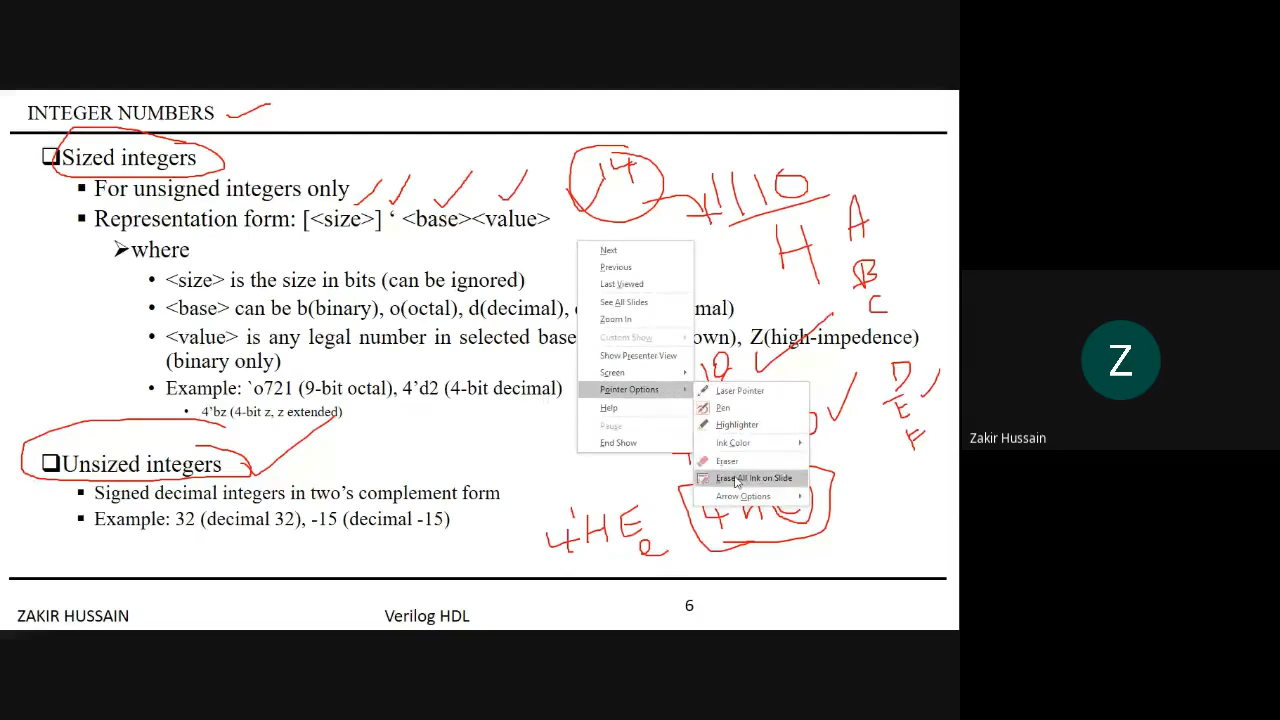 INTEGER NUMBERS
❑Sized integers
▪ For unsigned integers only
▪ Representation form: [<size>] ‘ <base><value>
➢where
• <size> is the size in bits (can be ignored)
• <base> can be b(binary), o(octal), d(decimal),
• <value> is any legal number in selected base Z(high-impedence)
(binary only)
• Example: `o721 (9-bit octal), 4’d2 (4-bit decimal)
• 4’bz (4-bit z, z extended)
❑Unsized integers
▪ Signed decimal integers in two’s complement form
▪ Example: 32 (decimal 32), -15 (decimal -15)
14
1110
H
A
B
C
D
E
F
4'HE
Next
Previous
Last Viewed
See All Slides
Zoom In
Custom Show
Show Presenter View
Screen
Pointer Options
Help
Pause
End Show
Laser Pointer
Pen
Highlighter
Ink Color
Eraser
Erase All Ink on Slide
Arrow Options
ZAKIR HUSSAIN
Verilog HDL
6
Z
Zakir Hussain